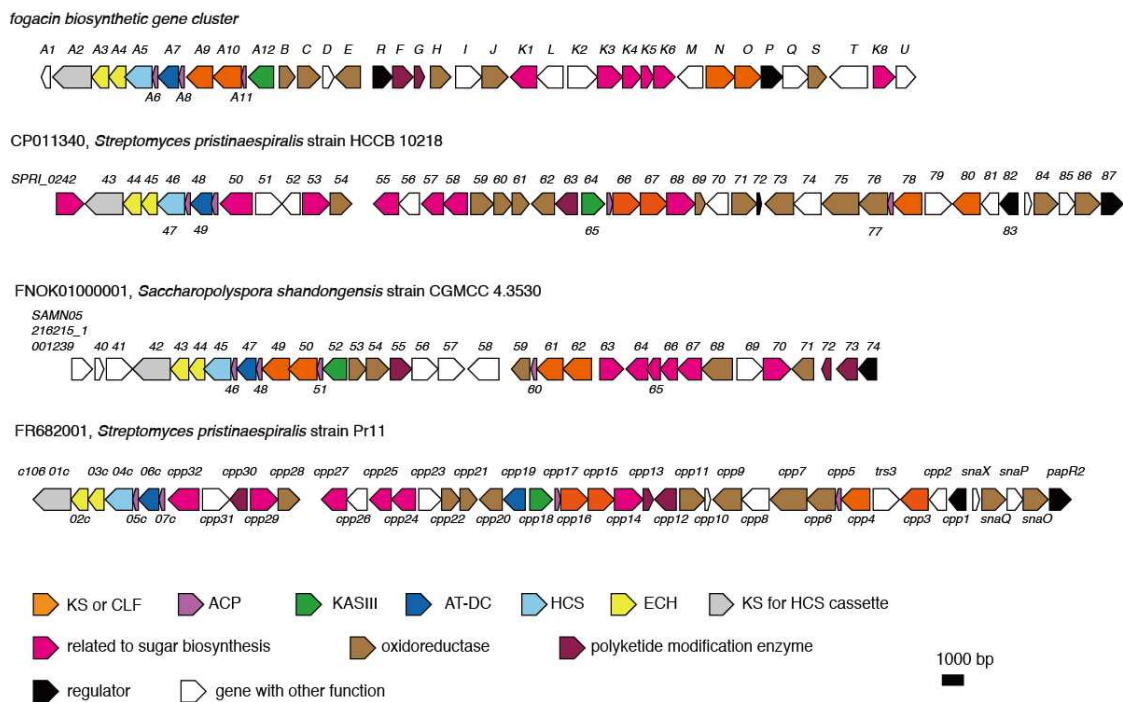 fogacin biosynthetic gene cluster
A1 A2 A3 A4 A5 A7 A9 A10 A12 B C D E R F G H I J K1 L K2 K3 K4 K5 K6 M N O P Q S T K8 U
A6 A8 A11
CP011340, Streptomyces pristinaespiralis strain HCCB 10218
SPRI_0242 43 44 45 46 48 50 51 52 53 54 55 56 57 58 59 60 61 62 63 64 66 67 68 69 70 71 72 73 74 75 76 78 79 80 81 82 84 85 86 87
47 49 65 77 83
FNOK01000001, Saccharopolyspora shandongensis strain CGMCC 4.3530
SAMN05
216215_1
001239 40 41 42 43 44 45 47 49 50 52 53 54 55 56 57 58 59 61 62 63 64 66 67 68 69 70 71 72 73 74
46 48 51 60 65
FR682001, Streptomyces pristinaespiralis strain Pr11
c106 01c 03c 04c 06c cpp32 cpp30 cpp28 cpp27 cpp25 cpp23 cpp21 cpp19 cpp17 cpp15 cpp13 cpp11 cpp9 cpp7 cpp5 trs3 cpp2 snaX snaP papR2
02c 05c 07c cpp31 cpp29 cpp26 cpp24 cpp22 cpp20 cpp18 cpp16 cpp14 cpp12 cpp10 cpp8 cpp6 cpp4 cpp3 cpp1 snaQ snaO
KS or CLF ACP KASIII AT-DC HCS ECH KS for HCS cassette
related to sugar biosynthesis oxidoreductase polyketide modification enzyme
1000 bp
regulator gene with other function